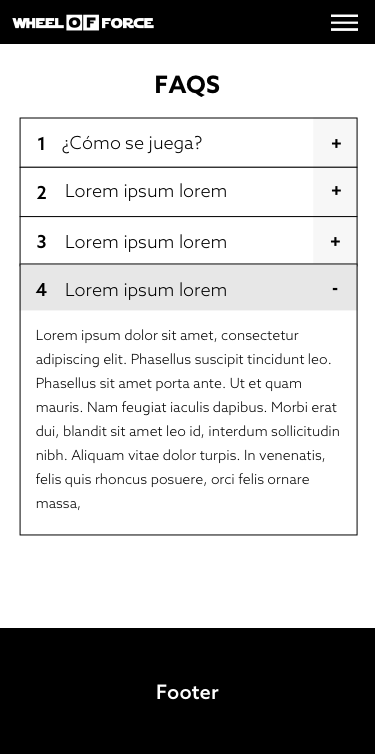 WHEEL OF FORCE
FAQS
1 ¿Cómo se juega? +
2 Lorem ipsum lorem +
3 Lorem ipsum lorem +
4 Lorem ipsum lorem -
Lorem ipsum dolor sit amet, consectetur
adipiscing elit. Phasellus suscipit tincidunt leo.
Phasellus sit amet porta ante. Ut et quam
mauris. Nam feugiat iaculis dapibus. Morbi erat
dui, blandit sit amet leo id, interdum sollicitudin
nibh. Aliquam vitae dolor turpis. In venenatis,
felis quis rhoncus posuere, orci felis ornare
massa,
Footer